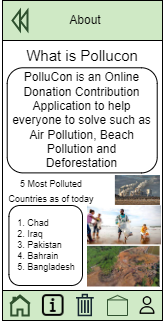 About
What is Pollucon
PolluCon is an Online
Donation Contribution
Application to help
everyone to solve such as
Air Pollution, Beach
Pollution and
Deforestation
5 Most Polluted
Countries as of today
1. Chad
2. Iraq
3. Pakistan
4. Bahrain
5. Bangladesh